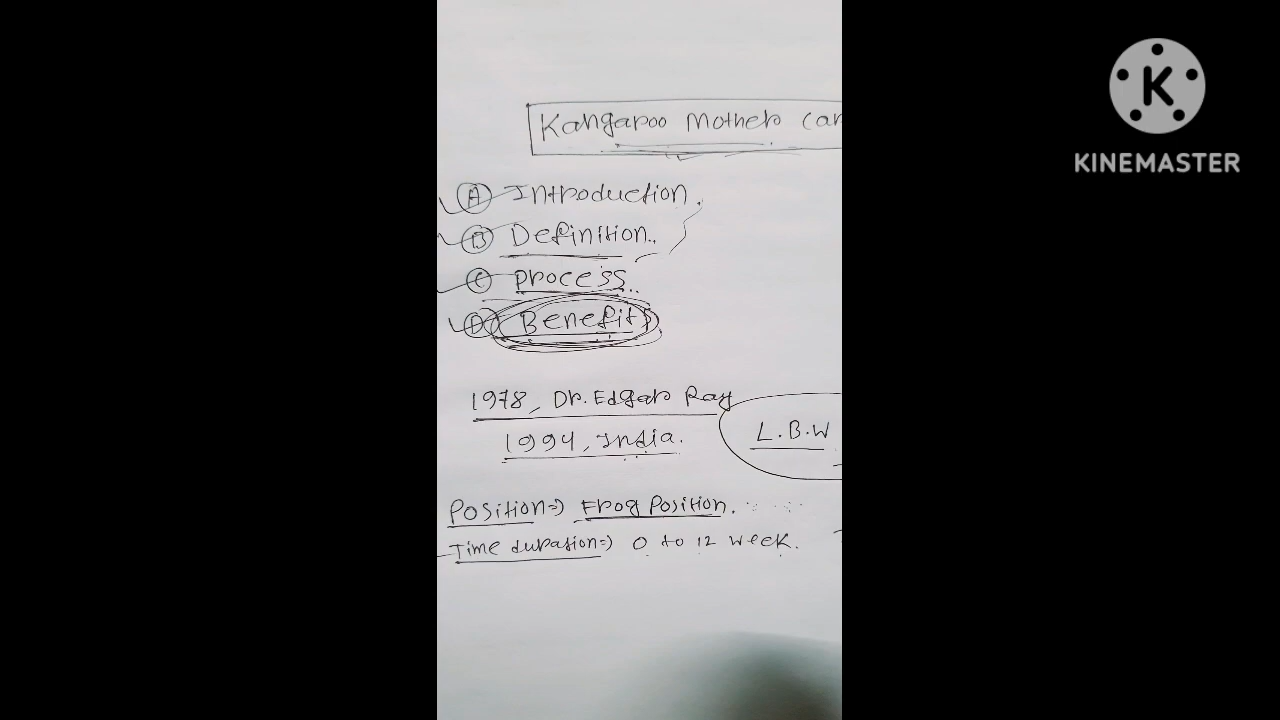 Kangaroo Mother Car
A Introduction.
B Definition..
C Process..
D Benefits
1978, Dr. Edgar Ray
1994, India.
L.B.W
Position => Frog Position.
Time duration => 0 to 12 week.
K
KINEMASTER